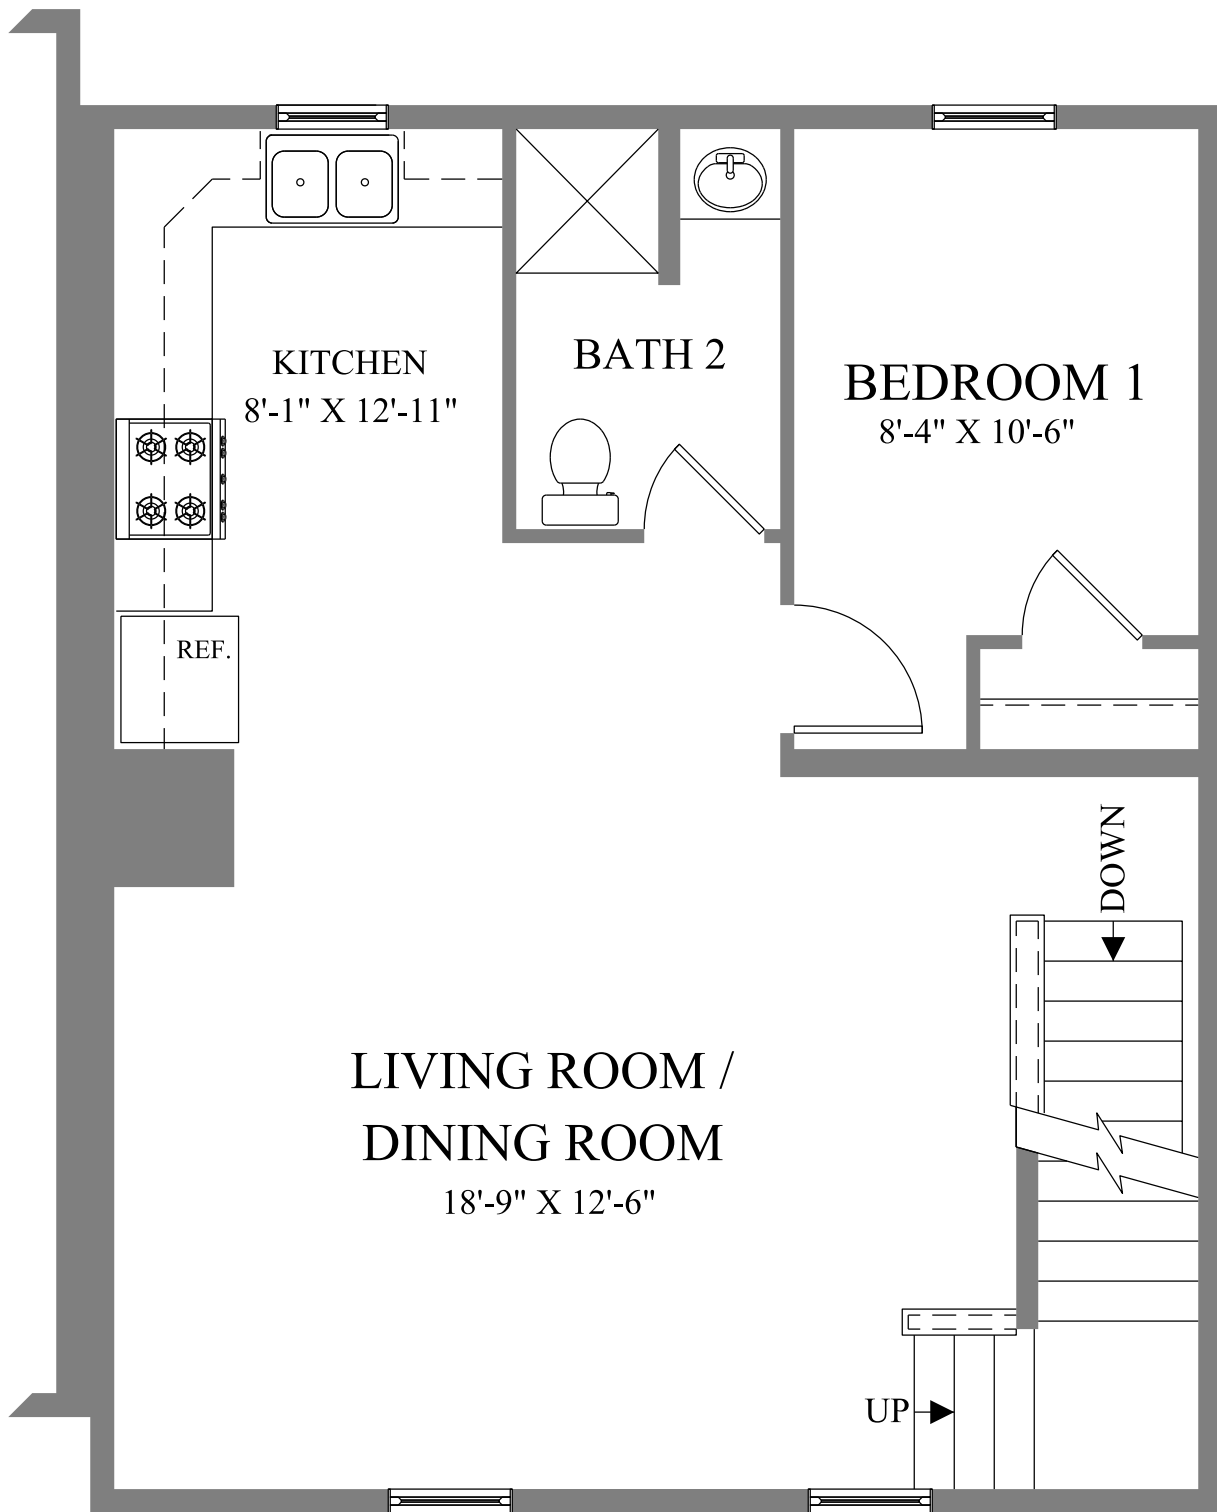 KITCHEN
8'-1" X 12'-11"
BATH 2
BEDROOM 1
8'-4" X 10'-6"
REF.
DOWN
LIVING ROOM /
DINING ROOM
18'-9" X 12'-6"
UP